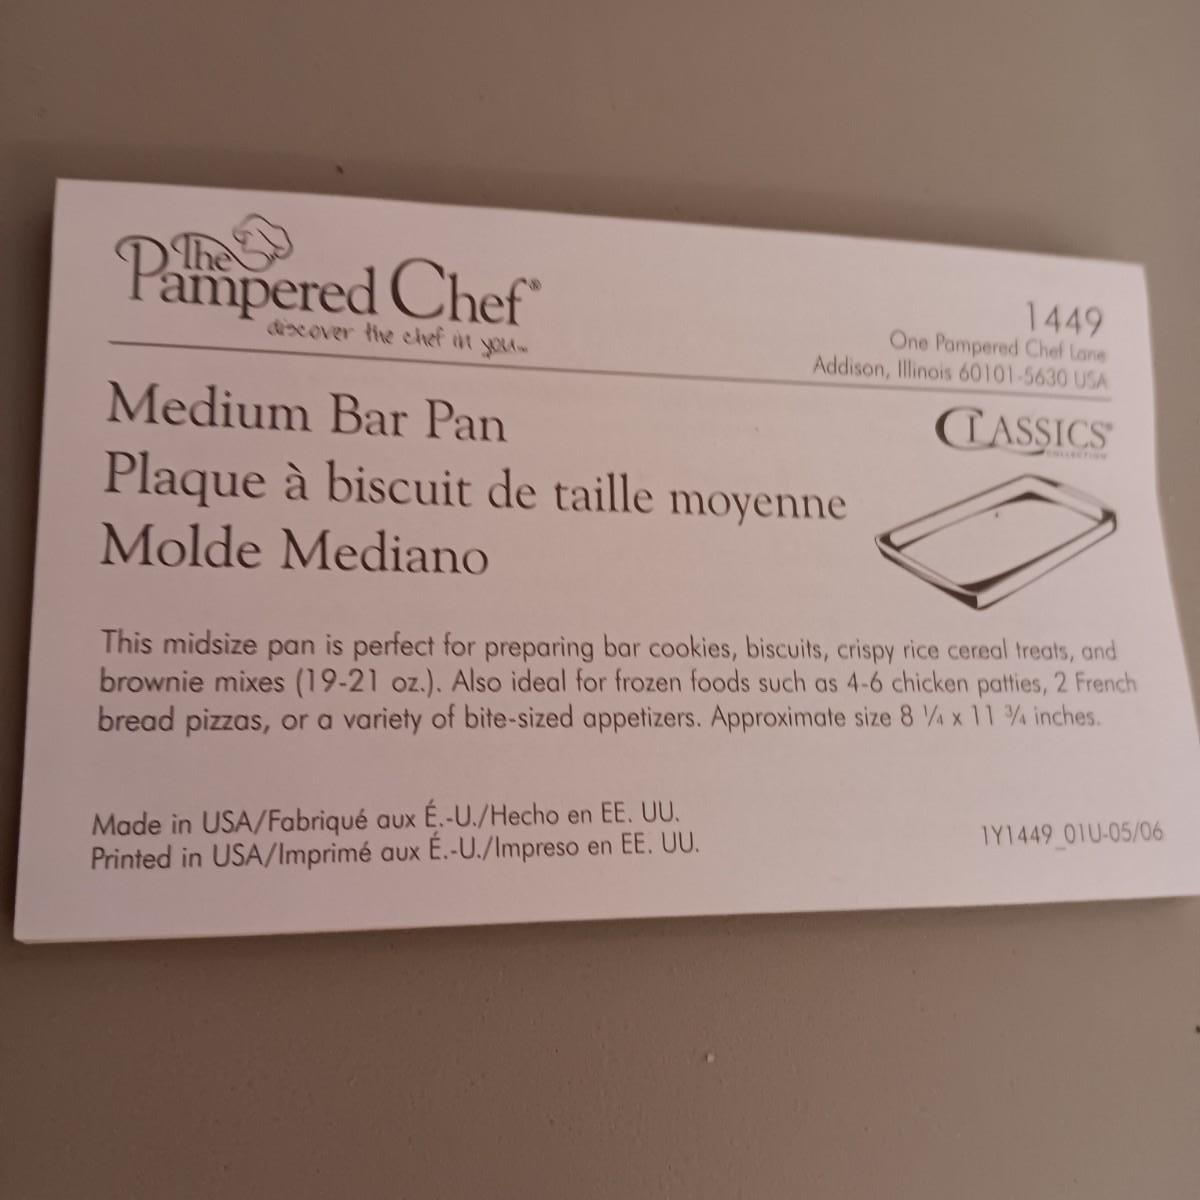 The
Pampered Chef®
discover the chef in you...
1449
One Pampered Chef Lane
Addison, Illinois 60101-5630 USA
Medium Bar Pan
Plaque à biscuit de taille moyenne
Molde Mediano
CLASSICS®
COLLECTION
This midsize pan is perfect for preparing bar cookies, biscuits, crispy rice cereal treats, and
brownie mixes (19-21 oz.). Also ideal for frozen foods such as 4-6 chicken patties, 2 French
bread pizzas, or a variety of bite-sized appetizers. Approximate size 8 ¼ x 11 ¾ inches.
Made in USA/Fabriqué aux É.-U./Hecho en EE. UU.
Printed in USA/Imprimé aux É.-U./Impreso en EE. UU.
1Y1449_01U-05/06